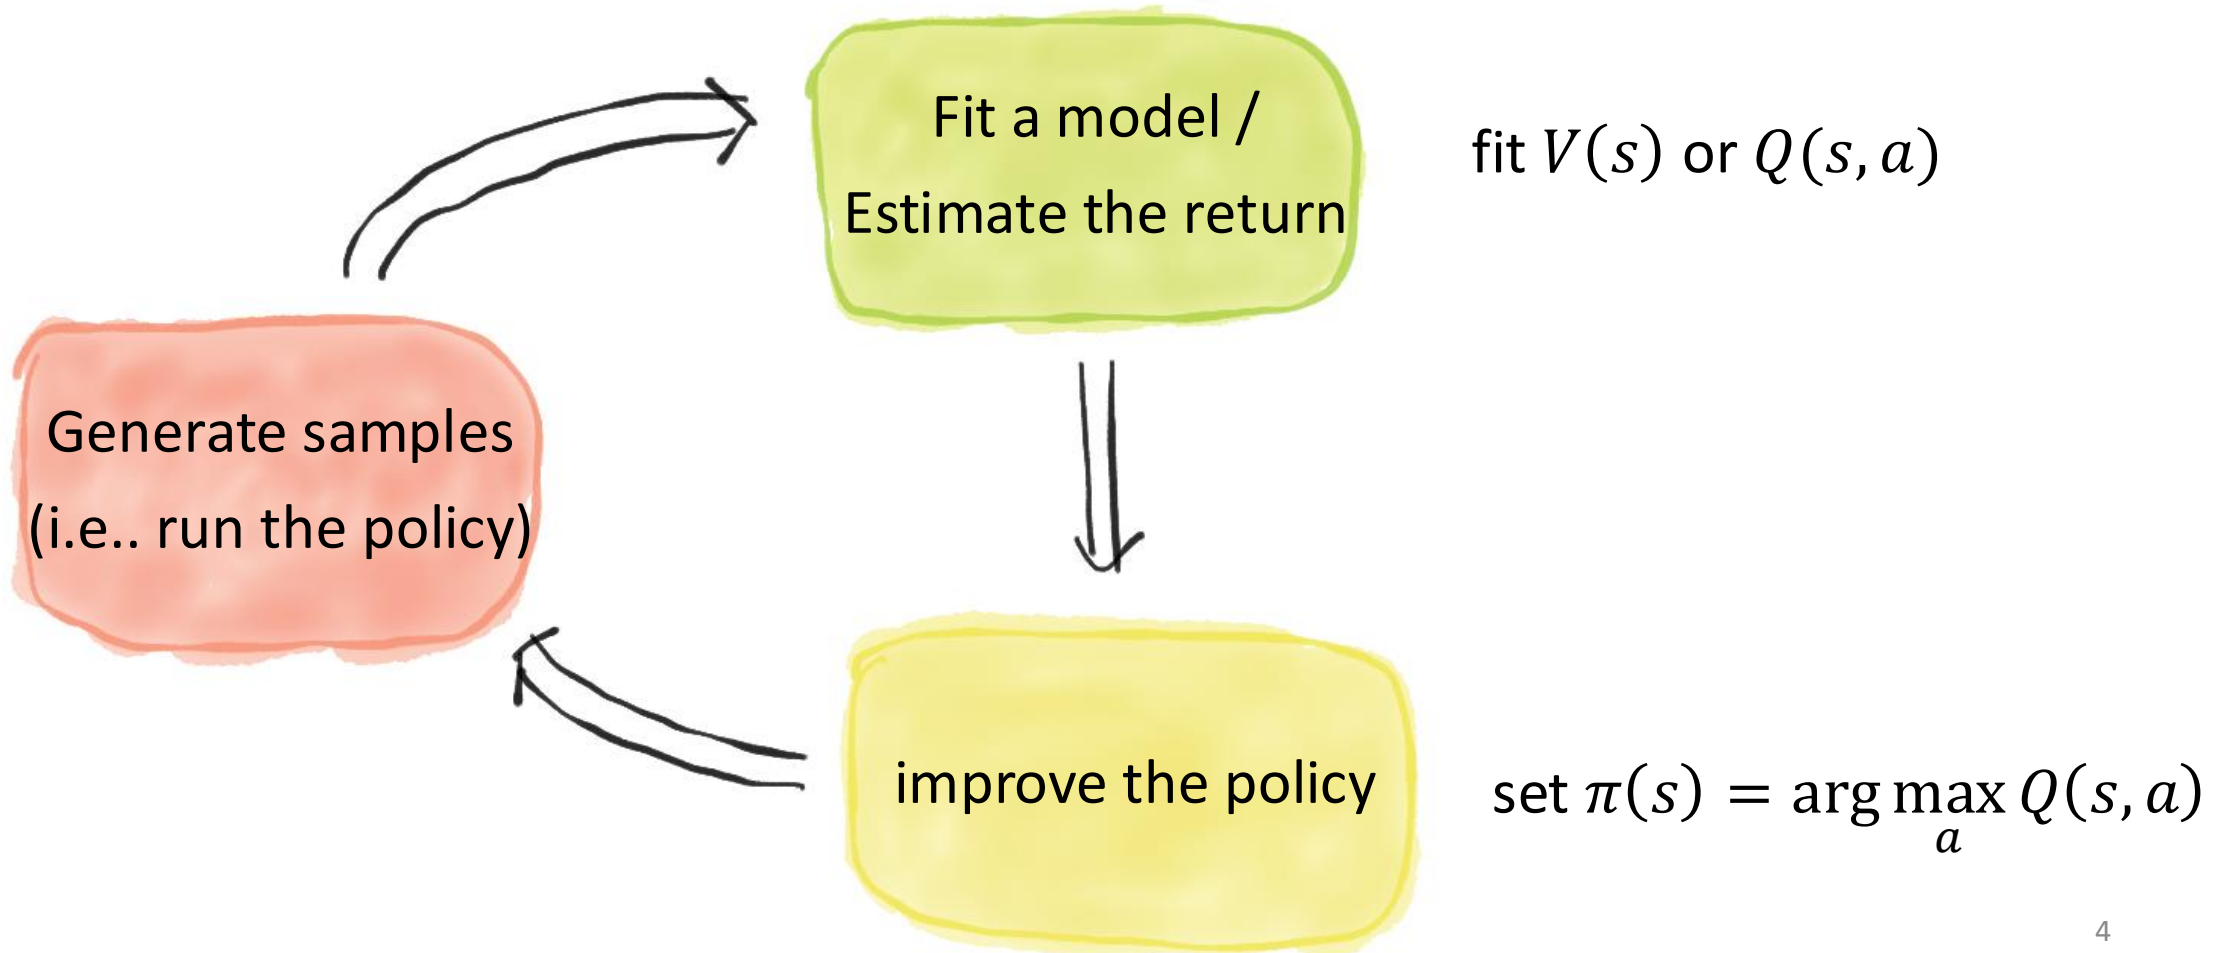 Fit a model /
Estimate the return
fit V(s) or Q(s, a)
Generate samples
(i.e.. run the policy)
improve the policy
set π(s) = arg max Q(s, a)
a
4